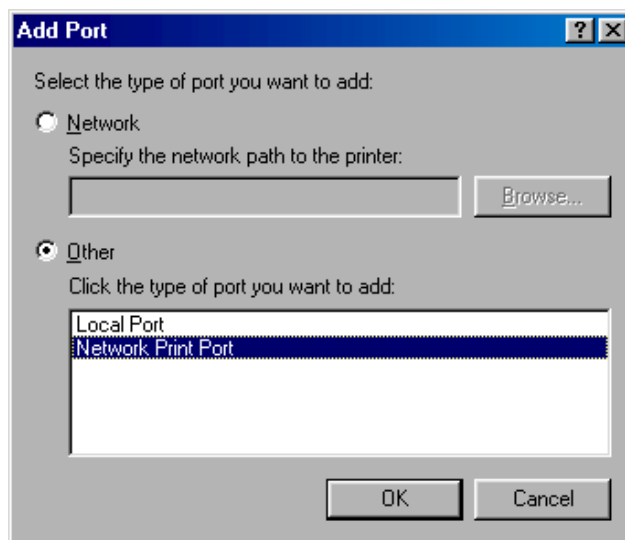 Add Port
Select the type of port you want to add:
Network
Specify the network path to the printer:
Browse...
Other
Click the type of port you want to add:
Local Port
Network Print Port
OK Cancel